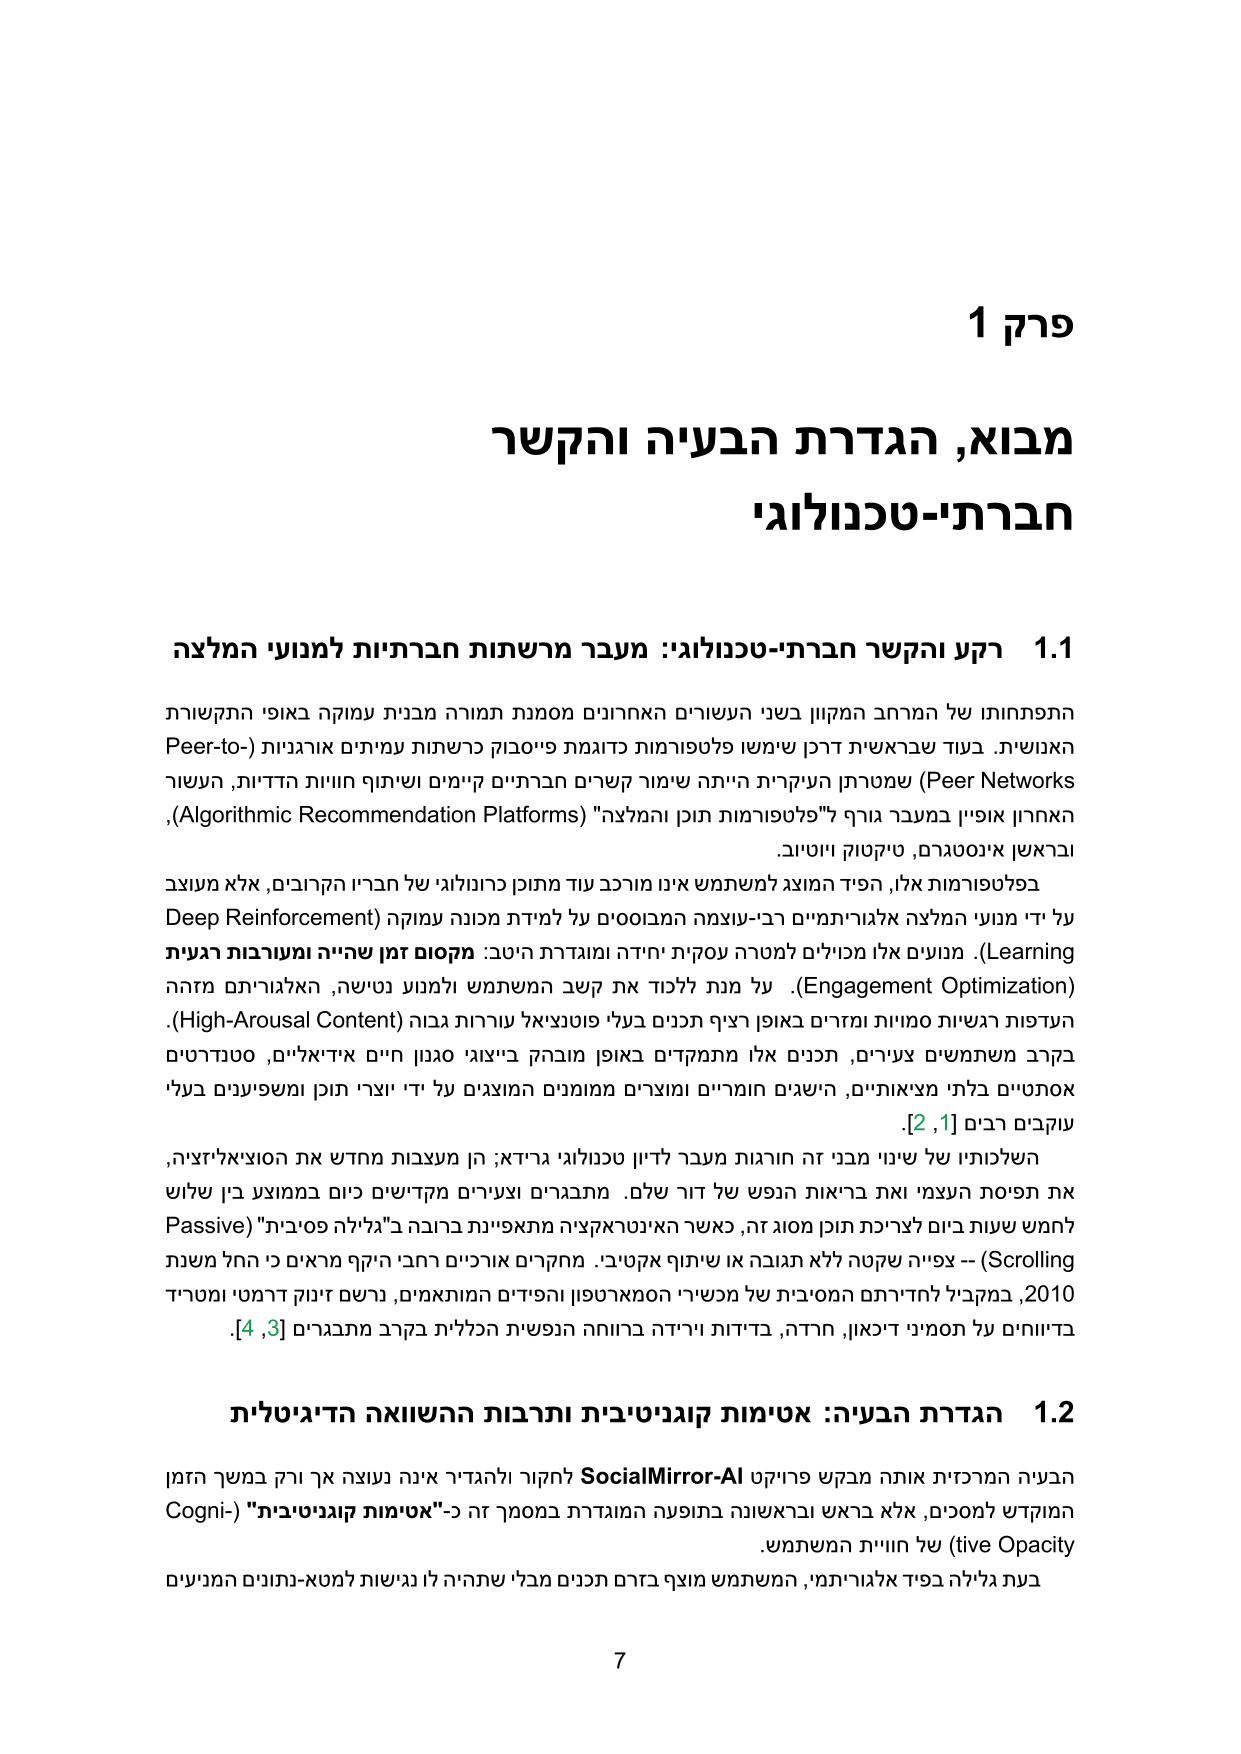 פרק 1
מבוא, הגדרת הבעיה והקשר
חברתי-טכנולוגי
1.1 רקע והקשר חברתי-טכנולוגי: מעבר מרשתות חברתיות למנועי המלצה
התפתחותו של המרחב המקוון בשני העשורים האחרונים מסמנת תמורה מבנית עמוקה באופי התקשורת
האנושית. בעוד שבראשית דרכן שימשו פלטפורמות כדוגמת פייסבוק כרשתות עמיתים אורגניות (Peer-to-
Peer Networks) שמטרתן העיקרית הייתה שימור קשרים חברתיים קיימים ושיתוף חוויות הדדיות, העשור
האחרון אופיין במעבר גורף ל"פלטפורמות תוכן והמלצה" (Algorithmic Recommendation Platforms),
ובראשן אינסטגרם, טיקטוק ויוטיוב.
בפלטפורמות אלו, הפיד המוצג למשתמש אינו מורכב עוד מתוכן כרונולוגי של חבריו הקרובים, אלא מעוצב
על ידי מנועי המלצה אלגוריתמיים רבי-עוצמה המבוססים על למידת מכונה עמוקה (Deep Reinforcement
Learning). מנועים אלו מכוילים למטרה עסקית יחידה ומוגדרת היטב: מקסום זמן שהייה ומעורבות רגעית
(Engagement Optimization). על מנת ללכוד את קשב המשתמש ולמנוע נטישה, האלגוריתם מזהה
העדפות רגשיות סמויות ומזרים באופן רציף תכנים בעלי פוטנציאל עוררות גבוה (High-Arousal Content).
בקרב משתמשים צעירים, תכנים אלו מתמקדים באופן מובהק בייצוגי סגנון חיים אידיאליים, סטנדרטים
אסתטיים בלתי מציאותיים, הישגים חומריים ומוצרים ממומנים המוצגים על ידי יוצרי תוכן ומשפיענים בעלי
עוקבים רבים [1, 2].
השלכותיו של שינוי מבני זה חורגות מעבר לדיון טכנולוגי גרידא; הן מעצבות מחדש את הסוציאליזציה,
את תפיסת העצמי ואת בריאות הנפש של דור שלם. מתבגרים וצעירים מקדישים כיום בממוצע בין שלוש
לחמש שעות ביום לצריכת תוכן מסוג זה, כאשר האינטראקציה מתאפיינת ברובה ב"גלילה פסיבית" (Passive
Scrolling) -- צפייה שקטה ללא תגובה או שיתוף אקטיבי. מחקרים אורכיים רחבי היקף מראים כי החל משנת
2010, במקביל לחדירתם המסיבית של מכשירי הסמארטפון והפידים המותאמים, נרשם זינוק דרמטי ומטריד
בדיווחים על תסמיני דיכאון, חרדה, בדידות וירידה ברווחה הנפשית הכללית בקרב מתבגרים [3, 4].
1.2 הגדרת הבעיה: אטימות קוגניטיבית ותרבות ההשוואה הדיגיטלית
הבעיה המרכזית אותה מבקש פרויקט SocialMirror-AI לחקור ולהגדיר אינה נעוצה אך ורק במשך הזמן
המוקדש למסכים, אלא בראש ובראשונה בתופעה המוגדרת במסמך זה כ-"אטימות קוגניטיבית" (Cogni-
tive Opacity) של חוויית המשתמש.
בעת גלילה בפיד אלגוריתמי, המשתמש מוצף בזרם תכנים מבלי שתהיה לו נגישות למטא-נתונים המניעים
7